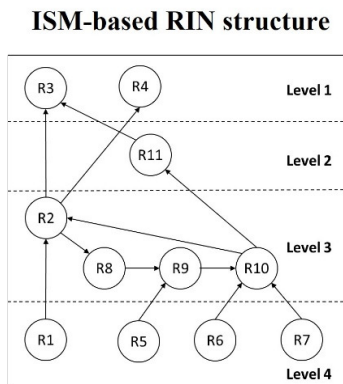 ISM-based RIN structure
R3
R4
Level 1
R11
Level 2
R2
R8
R9
R10
Level 3
R1
R5
R6
R7
Level 4